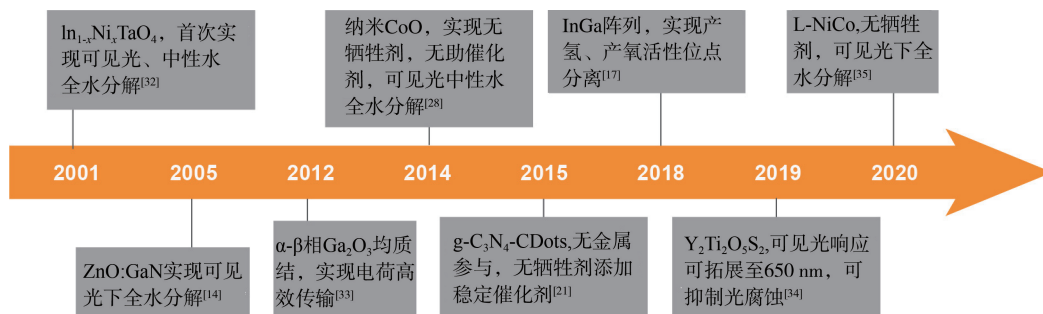 In₁₋ₓNiₓTaO₄，首次实
现可见光、中性水
全水分解[32]
纳米CoO，实现无
牺牲剂，无助催化
剂，可见光中性水
全水分解[28]
InGa阵列，实现产
氢、产氧活性位点
分离[17]
L-NiCo,无牺牲
剂，可见光下全
水分解[35]
2001 2005 2012 2014 2015 2018 2019 2020
ZnO:GaN实现可见
光下全水分解[14]
α-β相Ga₂O₃均质
结，实现电荷高
效传输[33]
g-C₃N₄-CDots,无金属
参与，无牺牲剂添加
稳定催化剂[21]
Y₂Ti₂O₅S₂,可见光响应
可拓展至650 nm，可
抑制光腐蚀[34]